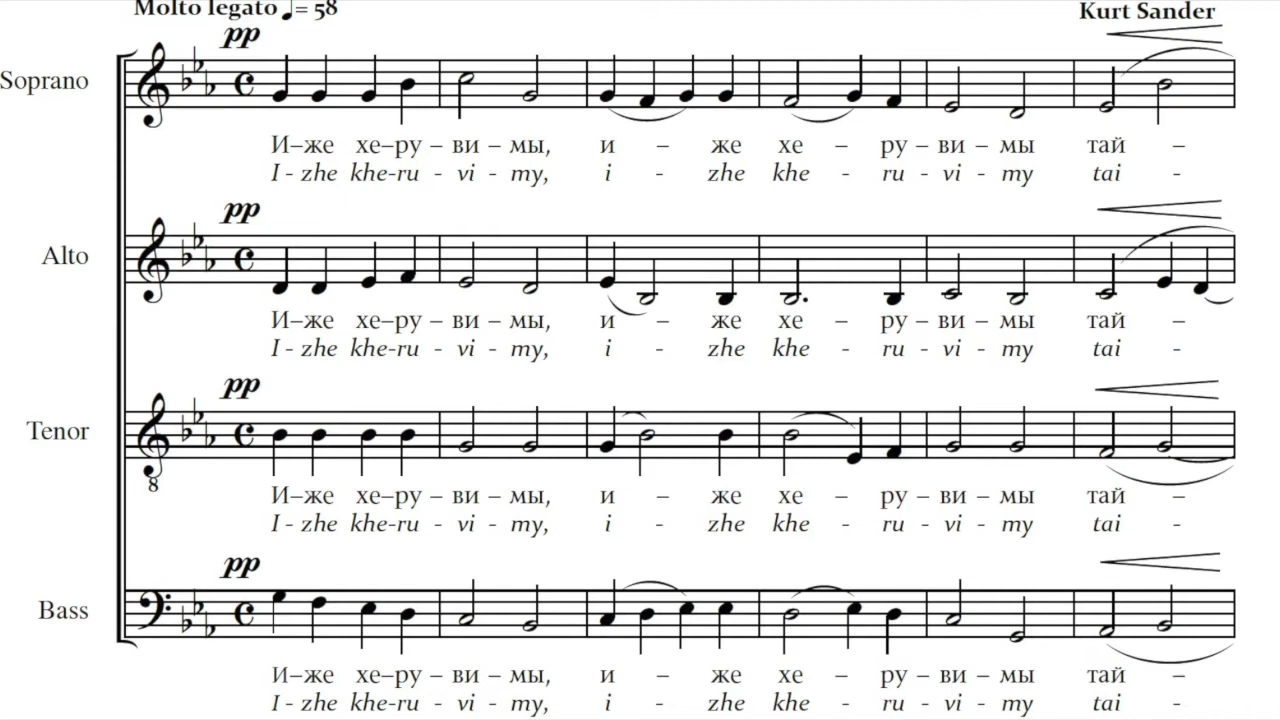 Molto legato ♩= 58
Kurt Sander
pp
Soprano
И–же хе–ру – ви – мы, и – же хе – ру – ви – мы тай –
I - zhe khe-ru - vi - my, i - zhe khe - ru - vi - my tai -
pp
Alto
И–же хе–ру – ви – мы, и – же хе – ру – ви – мы тай –
I - zhe khe-ru - vi - my, i - zhe khe - ru - vi - my tai -
pp
Tenor
8
И–же хе–ру – ви – мы, и – же хе – ру – ви – мы тай –
I - zhe khe-ru - vi - my, i - zhe khe - ru - vi - my tai -
pp
Bass
И–же хе–ру – ви – мы, и – же хе – ру – ви – мы тай –
I - zhe khe-ru - vi - my, i - zhe khe - ru - vi - my tai -